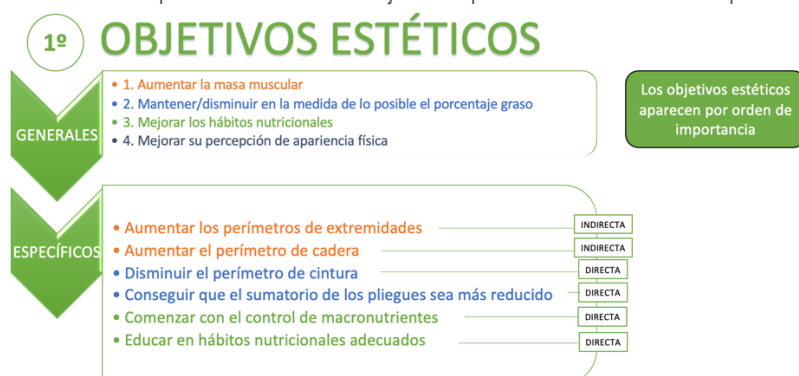 1º OBJETIVOS ESTÉTICOS
GENERALES
• 1. Aumentar la masa muscular
• 2. Mantener/disminuir en la medida de lo posible el porcentaje graso
• 3. Mejorar los hábitos nutricionales
• 4. Mejorar su percepción de apariencia física
Los objetivos estéticos
aparecen por orden de
importancia
ESPECÍFICOS
• Aumentar los perímetros de extremidades INDIRECTA
• Aumentar el perímetro de cadera INDIRECTA
• Disminuir el perímetro de cintura DIRECTA
• Conseguir que el sumatorio de los pliegues sea más reducido DIRECTA
• Comenzar con el control de macronutrientes DIRECTA
• Educar en hábitos nutricionales adecuados DIRECTA